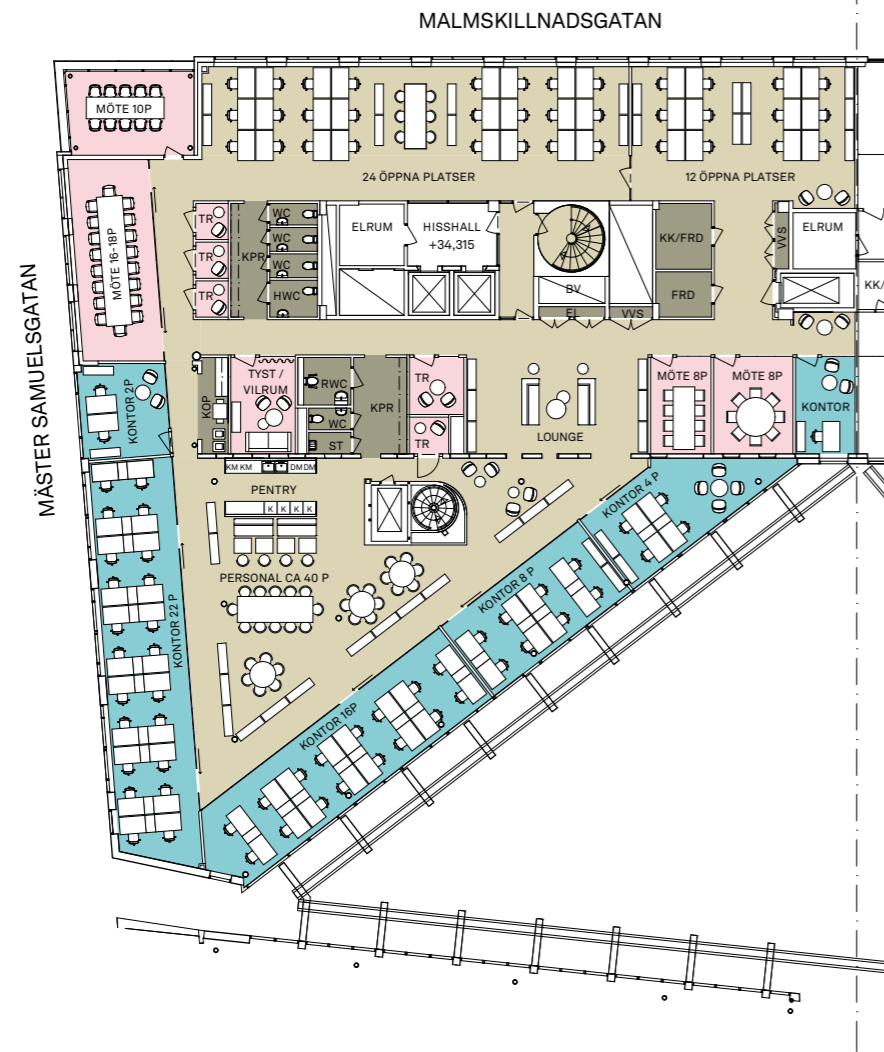 MALMSKILLNADSGATAN
MÄSTER SAMUELSGATAN
MÖTE 10P
24 ÖPPNA PLATSER
12 ÖPPNA PLATSER
MÖTE 16-18P
TR
TR
TR
KPR
WC
WC
WC
HWC
ELRUM
HISSHALL
+34,315
BV
EL
VVS
KK/FRD
FRD
VVS
ELRUM
KK/
KONTOR 2P
KOP
TYST /
VILRUM
RWC
WC
ST
KPR
TR
TR
LOUNGE
MÖTE 8P
MÖTE 8P
KONTOR
KM KM
DM DM
PENTRY
K K K K
PERSONAL CA 40 P
KONTOR 4 P
KONTOR 8 P
KONTOR 22 P
KONTOR 16P